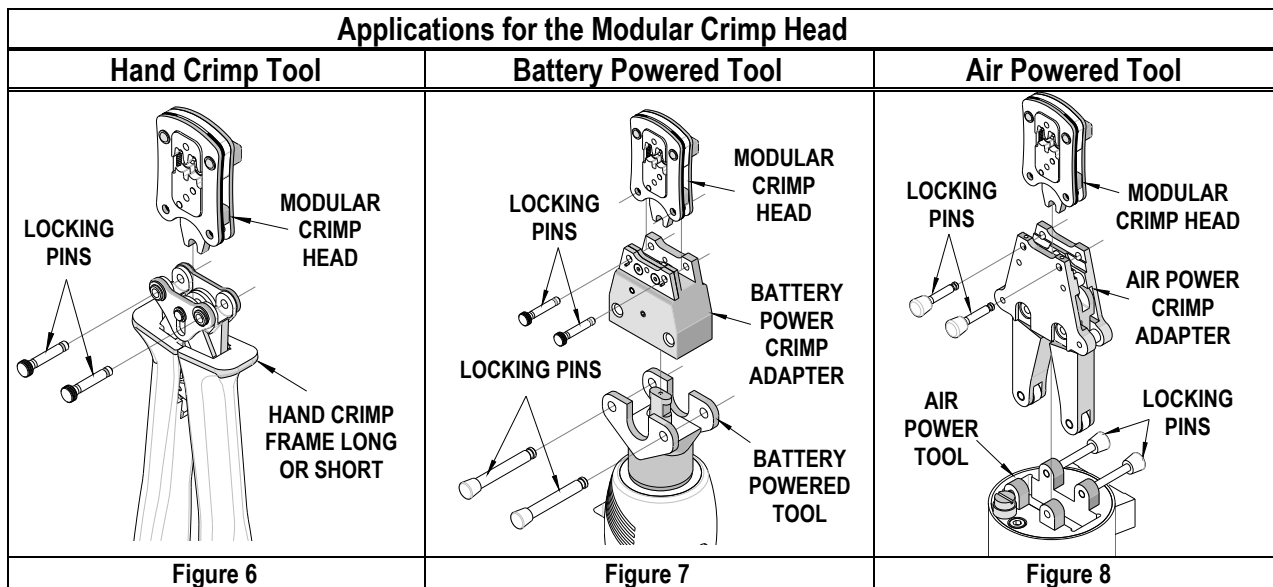 Applications for the Modular Crimp Head
Hand Crimp Tool
Battery Powered Tool
Air Powered Tool
LOCKING
PINS
MODULAR
CRIMP
HEAD
HAND CRIMP
FRAME LONG
OR SHORT
LOCKING
PINS
MODULAR
CRIMP
HEAD
BATTERY
POWER
CRIMP
ADAPTER
LOCKING PINS
BATTERY
POWERED
TOOL
LOCKING
PINS
MODULAR
CRIMP HEAD
AIR POWER
CRIMP
ADAPTER
AIR
POWER
TOOL
LOCKING
PINS
Figure 6
Figure 7
Figure 8